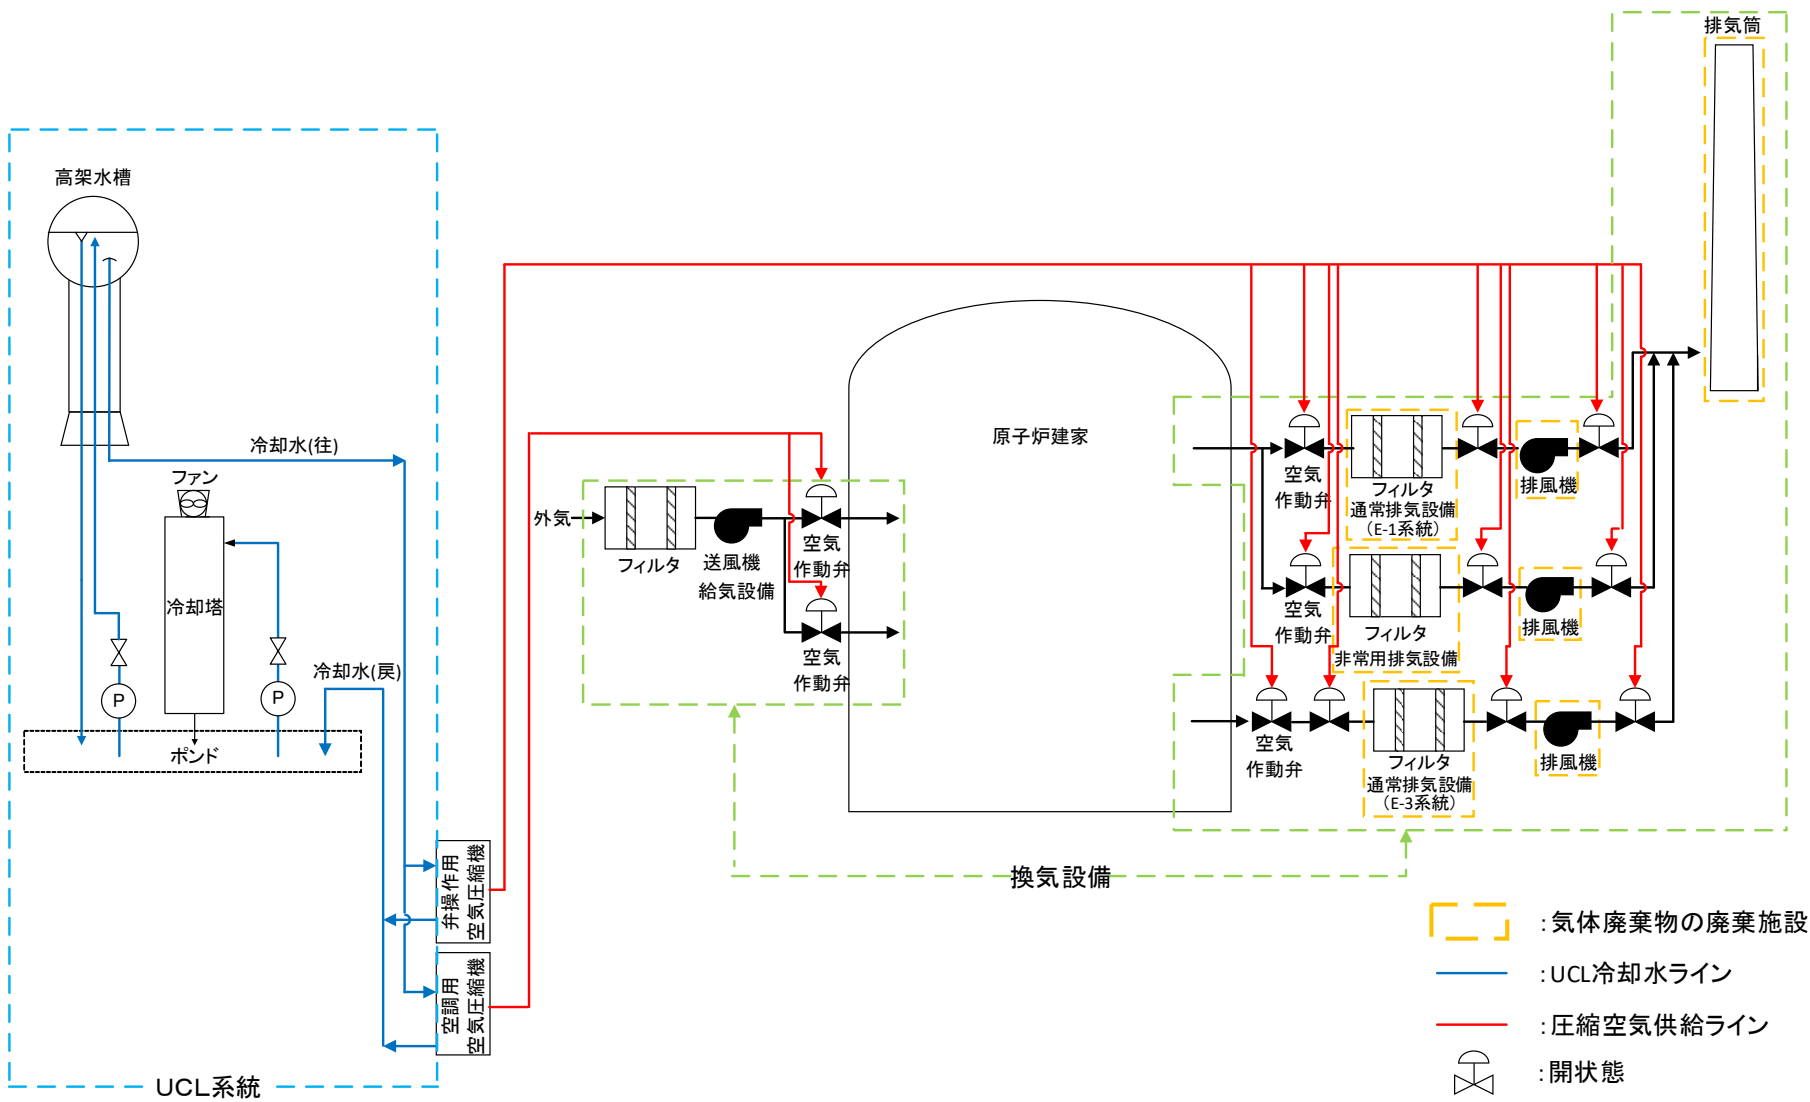 排気筒
高架水槽
冷却水(往)
ファン
冷却塔
冷却水(戻)
P
P
ポンド
弁操作用
空気圧縮機
空調用
空気圧縮機
UCL系統
外気
フィルタ
送風機
給気設備
空気
作動弁
空気
作動弁
原子炉建家
空気
作動弁
フィルタ
通常排気設備
(E-1系統)
排風機
空気
作動弁
フィルタ
非常用排気設備
排風機
空気
作動弁
フィルタ
通常排気設備
(E-3系統)
排風機
換気設備
:気体廃棄物の廃棄施設
:UCL冷却水ライン
:圧縮空気供給ライン
:開状態